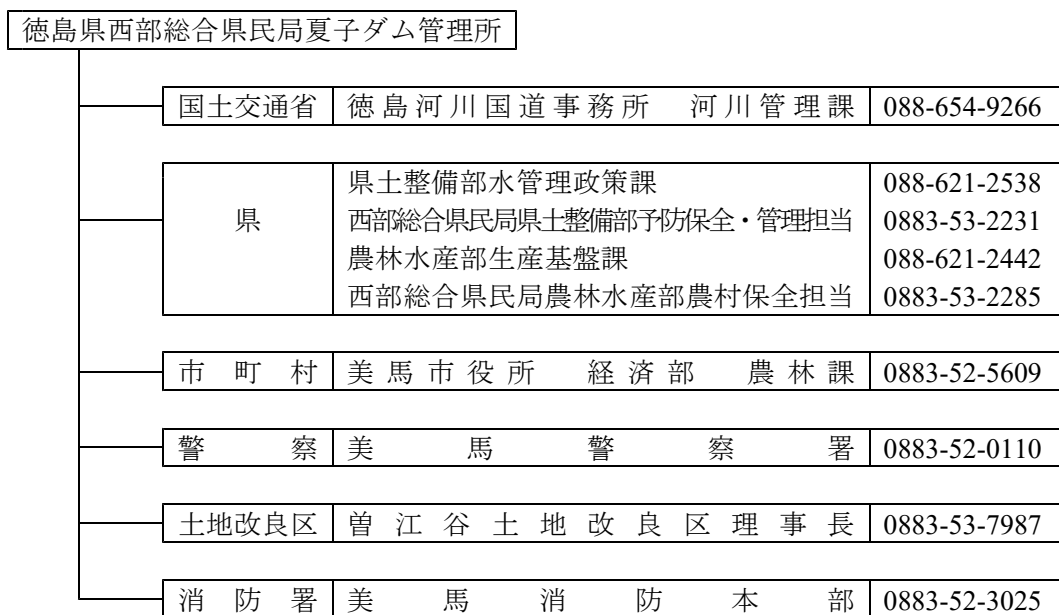 徳島県西部総合県民局夏子ダム管理所
国土交通省 徳島河川国道事務所 河川管理課 088-654-9266
県土整備部水管理政策課 088-621-2538
西部総合県民局県土整備部予防保全・管理担当 0883-53-2231
県
農林水産部生産基盤課 088-621-2442
西部総合県民局農林水産部農村保全担当 0883-53-2285
市町村 美馬市役所 経済部 農林課 0883-52-5609
警察 美馬警察署 0883-52-0110
土地改良区 曽江谷土地改良区理事長 0883-53-7987
消防署 美馬消防本部 0883-52-3025